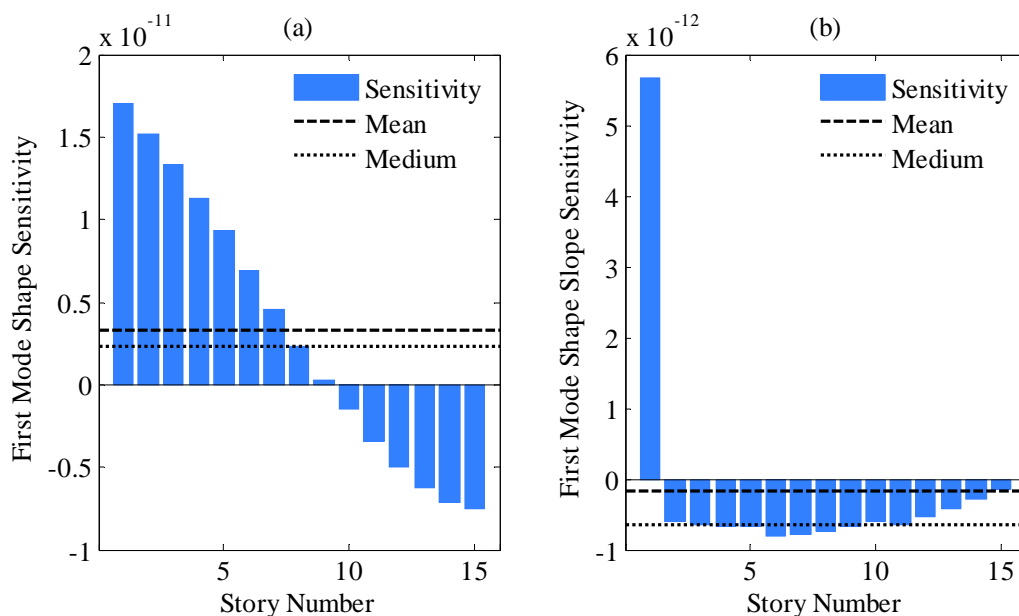 (a)
x 10^-11
First Mode Shape Sensitivity
2
1.5
1
0.5
0
-0.5
-1
Sensitivity
Mean
Medium
5
10
15
Story Number
(b)
x 10^-12
First Mode Shape Slope Sensitivity
6
5
4
3
2
1
0
-1
Sensitivity
Mean
Medium
5
10
15
Story Number